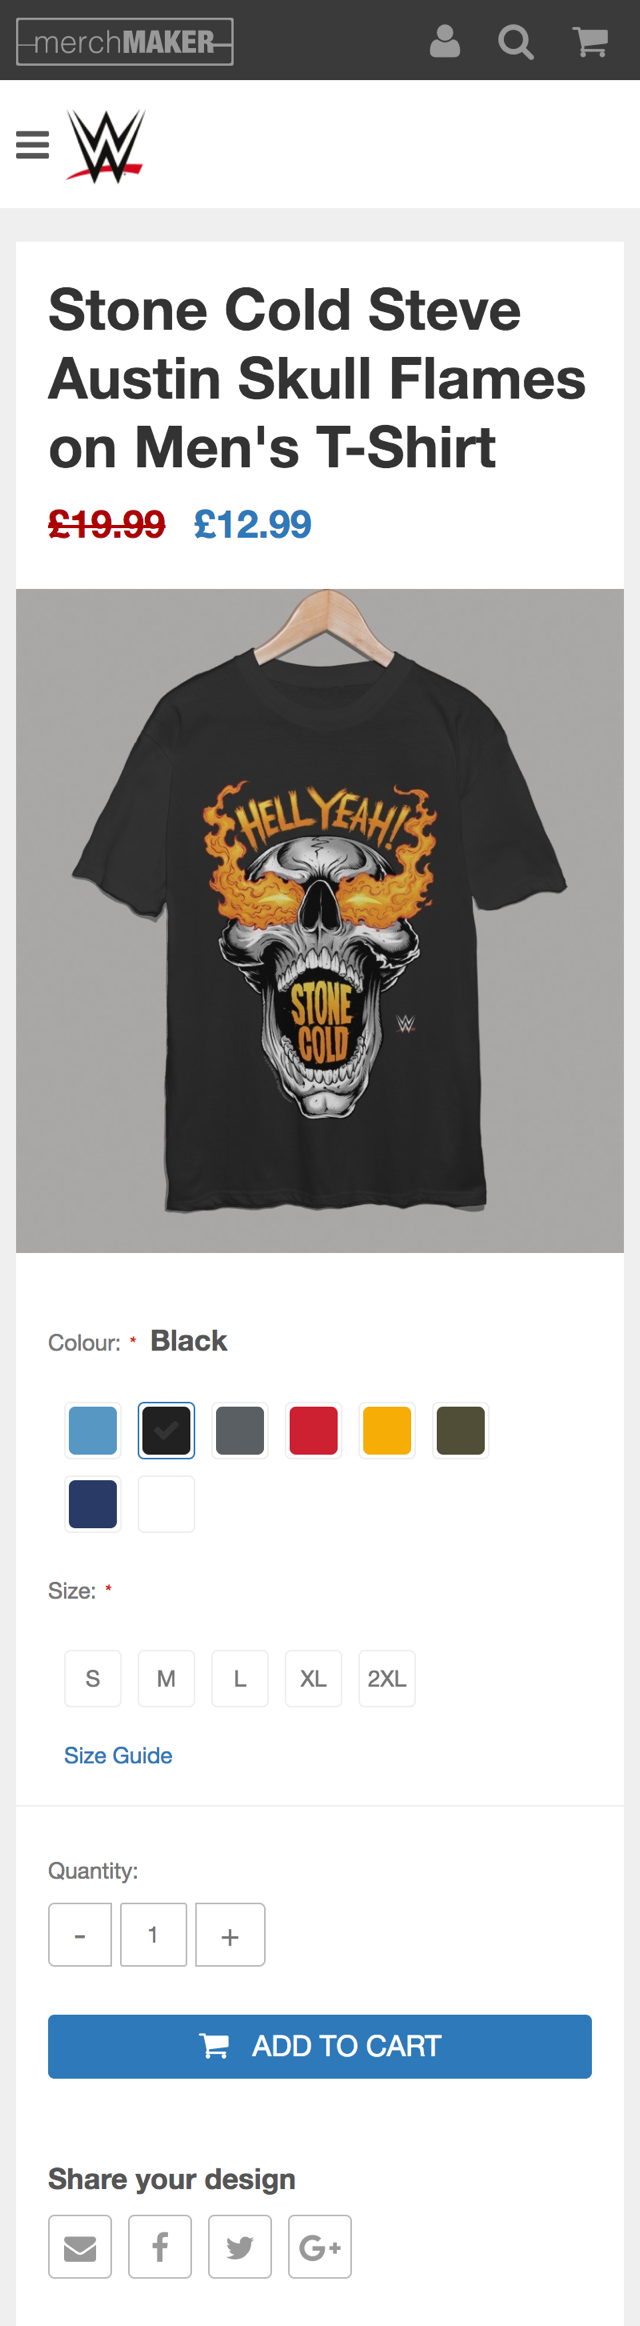 merchMAKER
Stone Cold Steve
Austin Skull Flames
on Men's T-Shirt
£19.99 £12.99
HELL YEAH!
STONE
COLD
W
Colour: * Black
Size: *
S M L XL 2XL
Size Guide
Quantity:
- 1 +
ADD TO CART
Share your design
G+